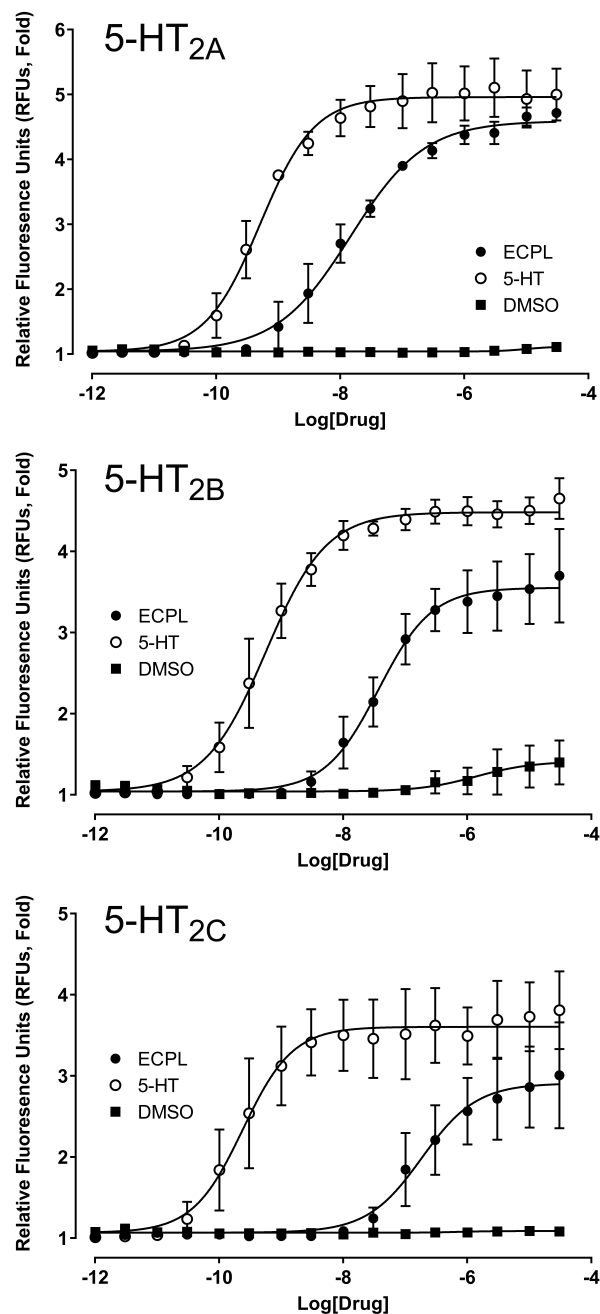 5-HT2A
Relative Fluoresence Units (RFUs, Fold)
6
5
4
3
2
1
ECPL
5-HT
DMSO
-12 -10 -8 -6 -4
Log[Drug]
5-HT2B
Relative Fluoresence Units (RFUs, Fold)
5
4
3
2
1
ECPL
5-HT
DMSO
-12 -10 -8 -6 -4
Log[Drug]
5-HT2C
Relative Fluoresence Units (RFUs, Fold)
5
4
3
2
1
ECPL
5-HT
DMSO
-12 -10 -8 -6 -4
Log[Drug]